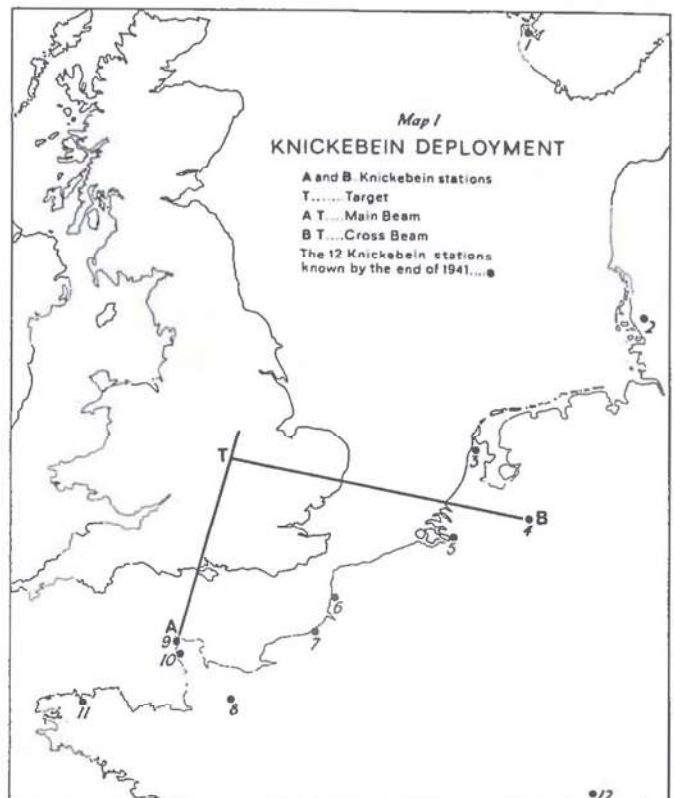 1
Map 1
KNICKEBEIN DEPLOYMENT
A and B. Knickebein stations
T....... Target
A T.... Main Beam
B T.... Cross Beam
The 12 Knickebein stations
known by the end of 1941....
2
T
3
B
4
5
6
A
7
9
10
8
11
12